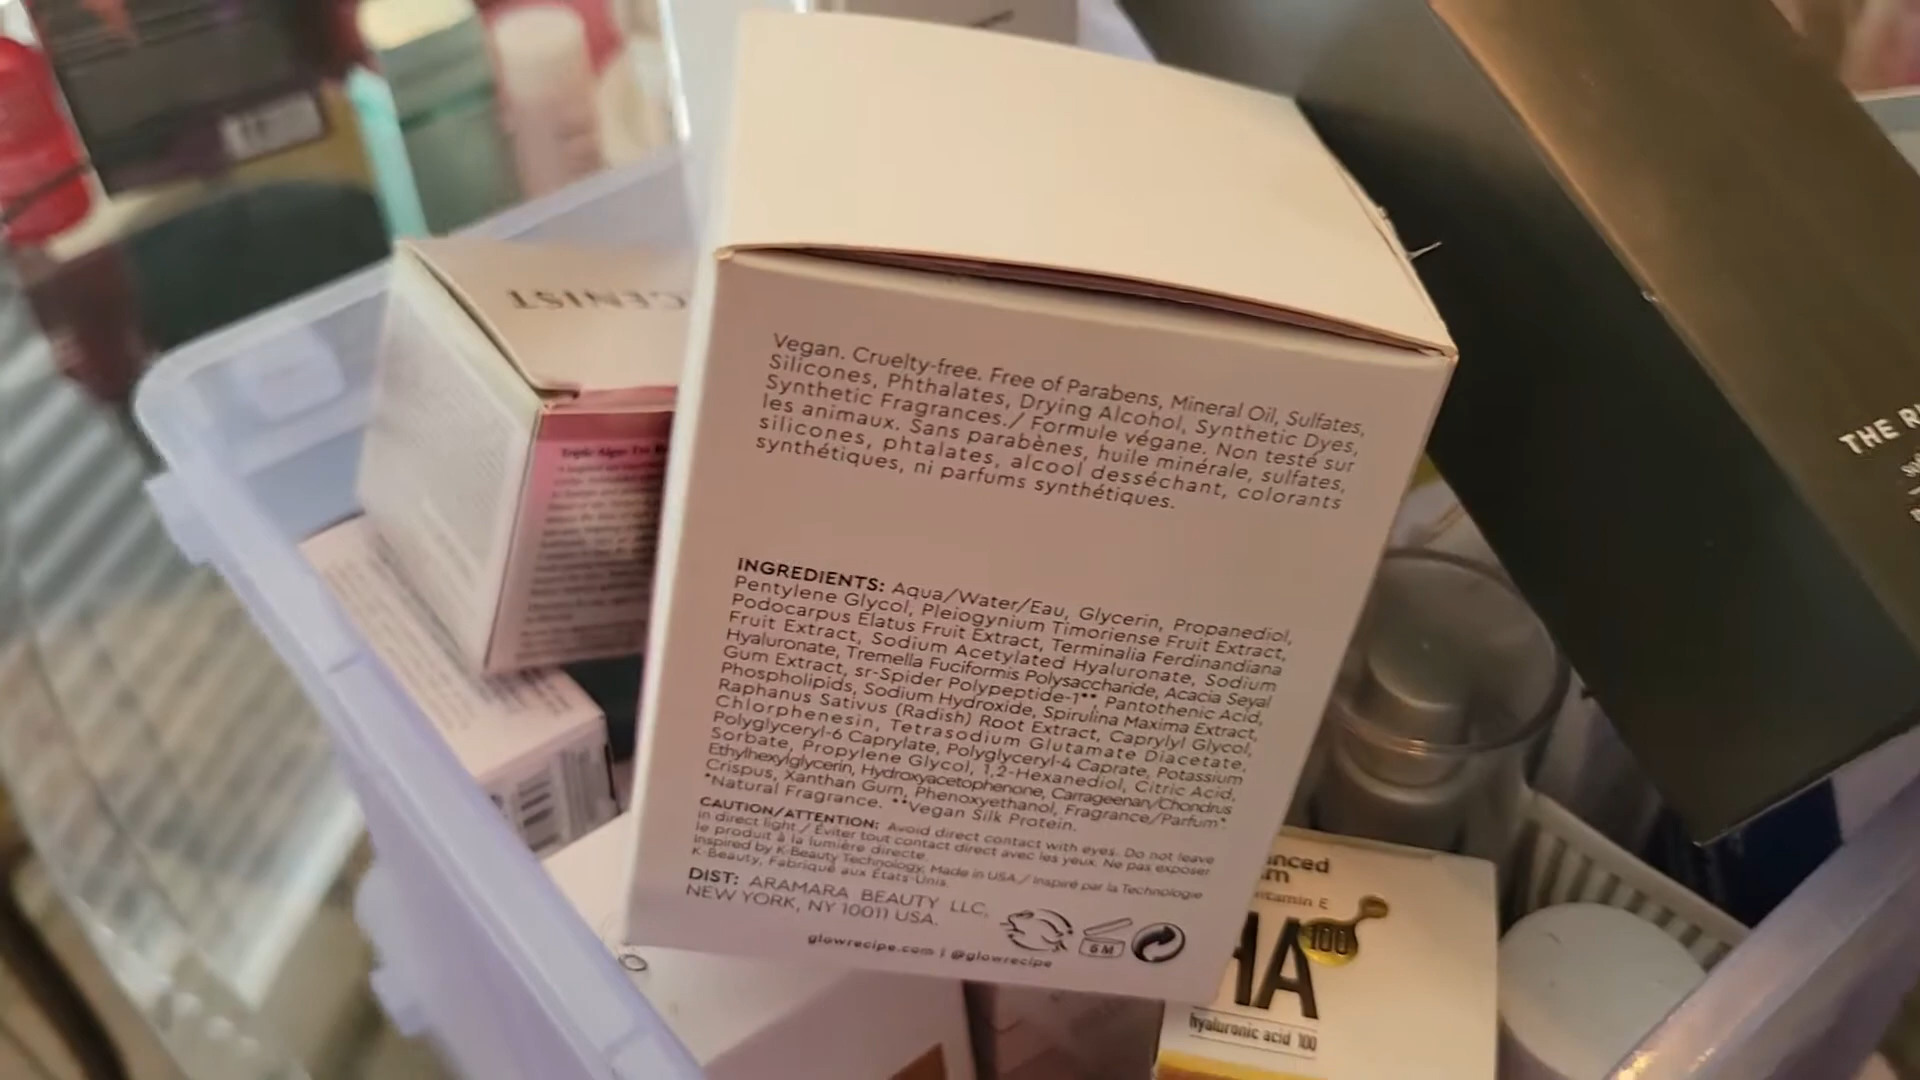 Vegan. Cruelty-free. Free of Parabens, Mineral Oil, Sulfates,
Silicones, Phthalates, Drying Alcohol, Synthetic Dyes,
Synthetic Fragrances./ Formule végane. Non testé sur
les animaux. Sans parabènes, huile minérale, sulfates,
silicones, phtalates, alcool desséchant, colorants
synthétiques, ni parfums synthétiques.
INGREDIENTS: Aqua/Water/Eau, Glycerin, Propanediol,
Pentylene Glycol, Pleiogynium Timoriense Fruit Extract,
Podocarpus Elatus Fruit Extract, Terminalia Ferdinandiana
Fruit Extract, Sodium Acetylated Hyaluronate, Sodium
Hyaluronate, Tremella Fuciformis Polysaccharide, Acacia Seyal
Gum Extract, sr-Spider Polypeptide-1**, Pantothenic Acid,
Phospholipids, Sodium Hydroxide, Spirulina Maxima Extract,
Raphanus Sativus (Radish) Root Extract, Caprylyl Glycol,
Chlorphenesin, Tetrasodium Glutamate Diacetate,
Polyglyceryl-6 Caprylate, Polyglyceryl-4 Caprate, Potassium
Sorbate, Propylene Glycol, 1,2-Hexanediol, Citric Acid,
Ethylhexylglycerin, Hydroxyacetophenone, Carrageenan/Chondrus
Crispus, Xanthan Gum, Phenoxyethanol, Fragrance/Parfum*.
*Natural Fragrance. **Vegan Silk Protein.
CAUTION/ATTENTION: Avoid direct contact with eyes. Do not leave
in direct light./ Éviter tout contact direct avec les yeux. Ne pas exposer
le produit à la lumière directe.
Inspired by K-Beauty Technology. Made in USA./ Inspiré par la Technologie
K-Beauty, Fabriqué aux États-Unis.
DIST: ARAMARA BEAUTY LLC,
NEW YORK, NY 10011 USA.
glowrecipe.com | @glowrecipe
6M
GENIST
Triple Algae Eye
THE R
nced
m
itamin E
HA
100
hyaluronic acid 100